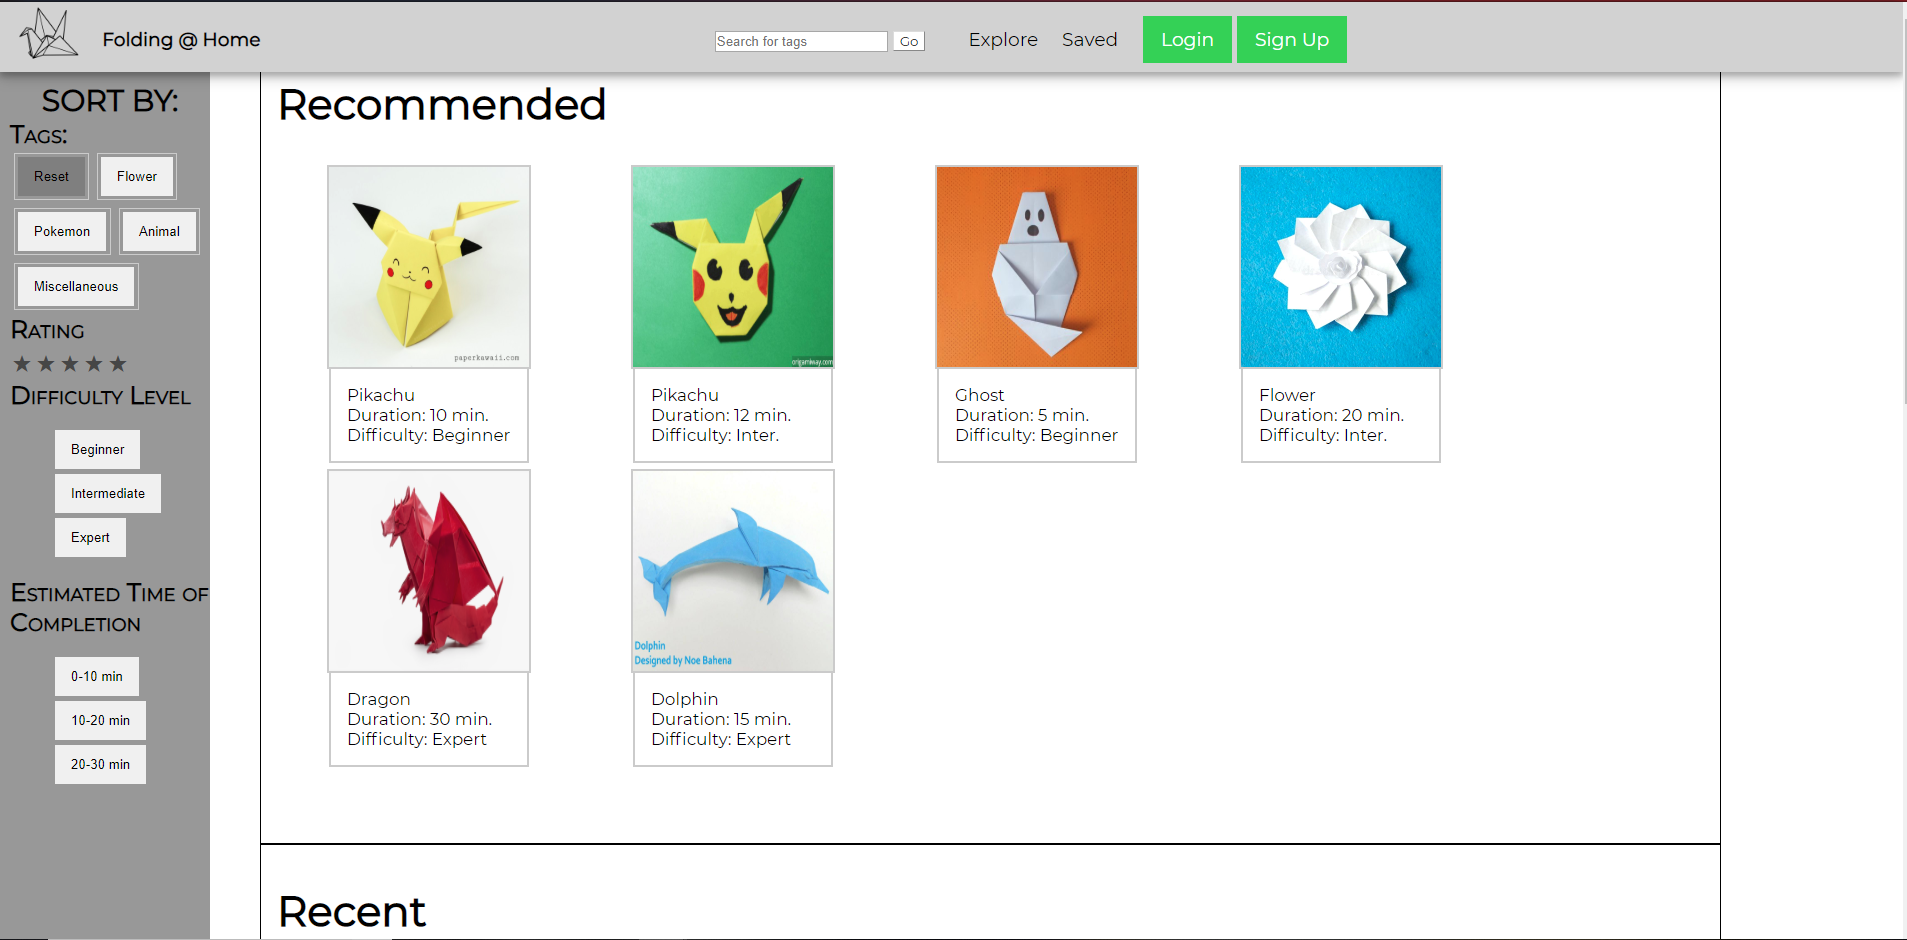 Folding @ Home
Search for tags
Go
Explore
Saved
Login
Sign Up
SORT BY:
Tags:
Reset
Flower
Pokemon
Animal
Miscellaneous
Rating
★ ★ ★ ★ ★
Difficulty Level
Beginner
Intermediate
Expert
Estimated Time of
Completion
0-10 min
10-20 min
20-30 min
Recommended
paperkawaii.com
Pikachu
Duration: 10 min.
Difficulty: Beginner
origamiway.com
Pikachu
Duration: 12 min.
Difficulty: Inter.
Ghost
Duration: 5 min.
Difficulty: Beginner
Flower
Duration: 20 min.
Difficulty: Inter.
Dragon
Duration: 30 min.
Difficulty: Expert
Dolphin
Designed by Noe Bahena
Dolphin
Duration: 15 min.
Difficulty: Expert
Recent